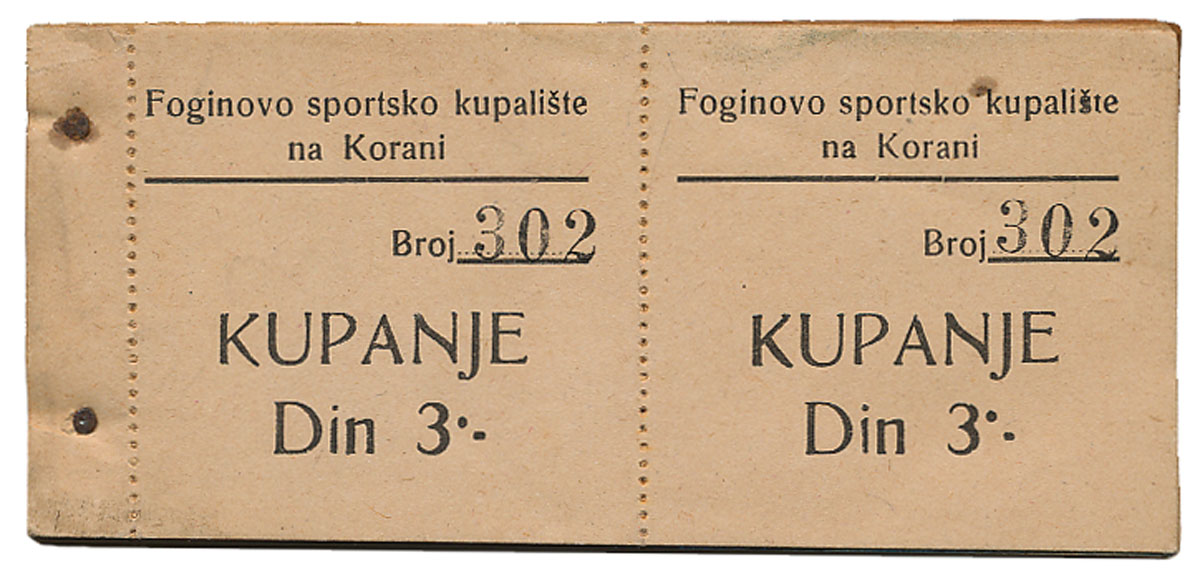 Foginovo sportsko kupalište
na Korani
Broj 302
KUPANJE
Din 3·-
Foginovo sportsko kupalište
na Korani
Broj 302
KUPANJE
Din 3·-